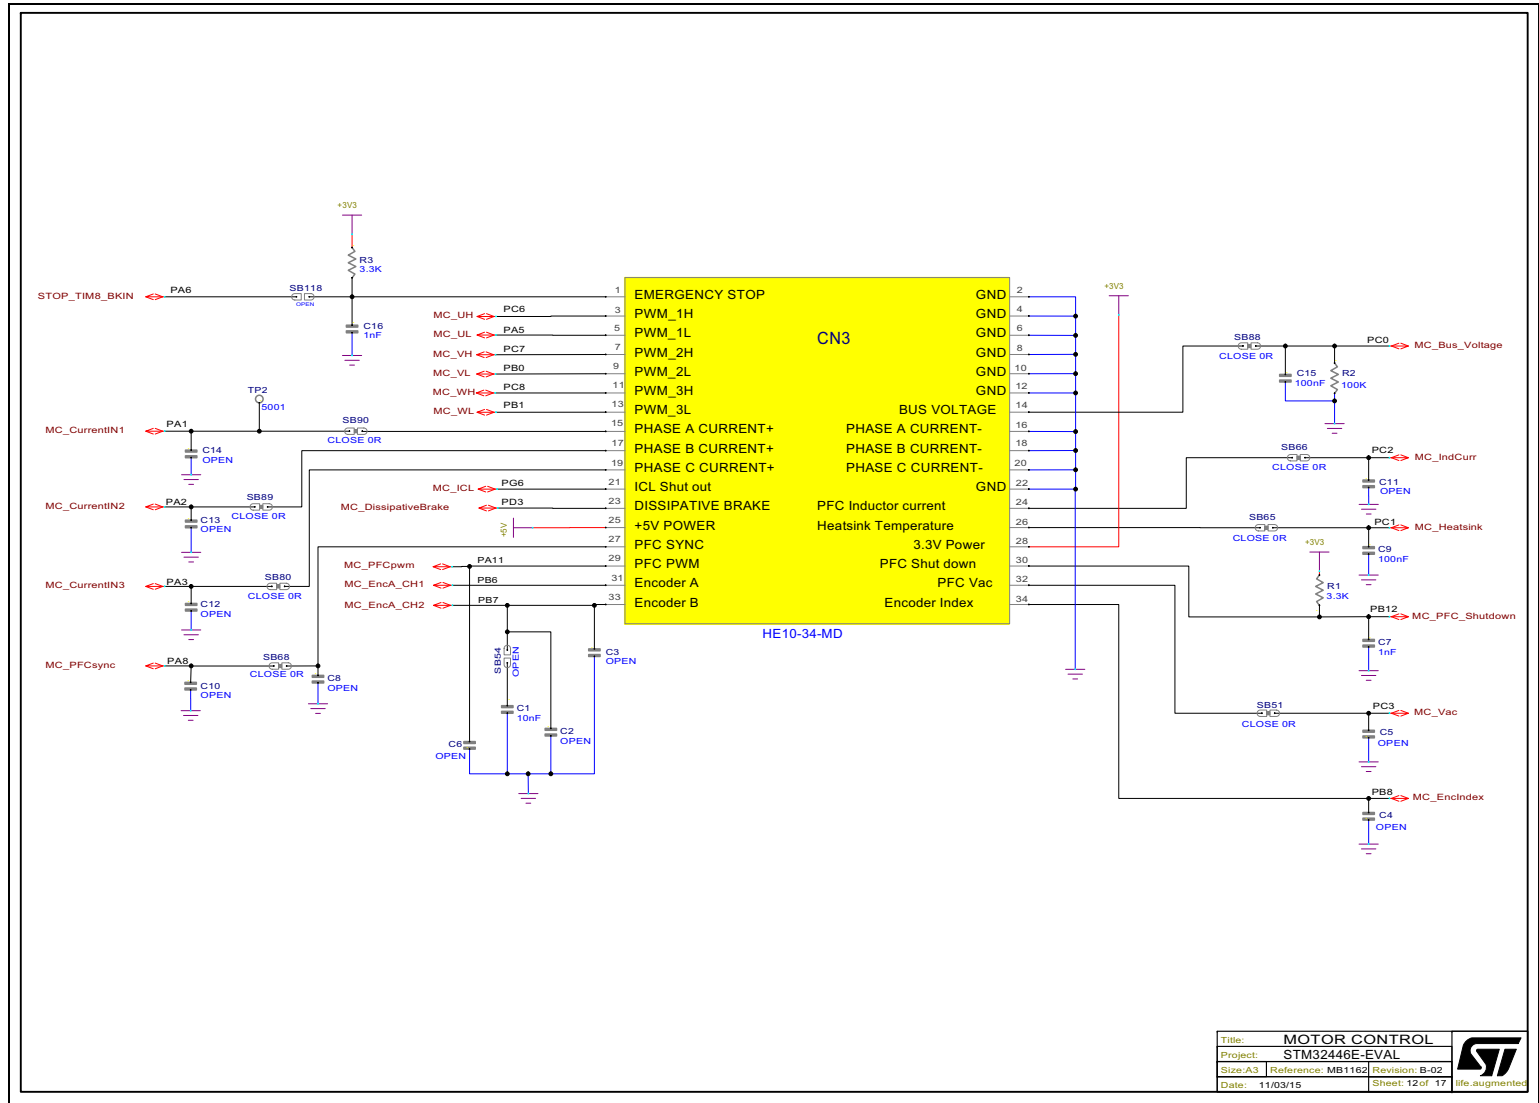 +3V3
R3
3.3K
STOP_TIM8_BKIN PA6 SB118
OPEN
C16
1nF
MC_UH PC6
MC_UL PA5
MC_VH PC7
MC_VL PB0
MC_WH PC8
MC_WL PB1
TP2
5001
MC_CurrentIN1 PA1 SB90
CLOSE 0R
C14
OPEN
MC_CurrentIN2 PA2 SB89
CLOSE 0R
C13
OPEN
MC_CurrentIN3 PA3 SB80
CLOSE 0R
C12
OPEN
MC_PFCsync PA8 SB68
CLOSE 0R
C10
OPEN
C8
OPEN
MC_ICL PG6
MC_DissipativeBrake PD3
+5V
MC_PFCpwm PA11
MC_EncA_CH1 PB6
MC_EncA_CH2 PB7
SB54
OPEN
C3
OPEN
C1
10nF
C2
OPEN
C6
OPEN
CN3
1 EMERGENCY STOP GND 2
3 PWM_1H GND 4
5 PWM_1L GND 6
7 PWM_2H GND 8
9 PWM_2L GND 10
11 PWM_3H GND 12
13 PWM_3L BUS VOLTAGE 14
15 PHASE A CURRENT+ PHASE A CURRENT- 16
17 PHASE B CURRENT+ PHASE B CURRENT- 18
19 PHASE C CURRENT+ PHASE C CURRENT- 20
21 ICL Shut out GND 22
23 DISSIPATIVE BRAKE PFC Inductor current 24
25 +5V POWER Heatsink Temperature 26
27 PFC SYNC 3.3V Power 28
29 PFC PWM PFC Shut down 30
31 Encoder A PFC Vac 32
33 Encoder B Encoder Index 34
HE10-34-MD
+3V3
SB88
CLOSE 0R
PC0 MC_Bus_Voltage
C15
100nF
R2
100K
SB66
CLOSE 0R
PC2 MC_IndCurr
C11
OPEN
SB65
CLOSE 0R
PC1 MC_Heatsink
C9
100nF
+3V3
R1
3.3K
PB12 MC_PFC_Shutdown
C7
1nF
SB51
CLOSE 0R
PC3 MC_Vac
C5
OPEN
PB8 MC_EncIndex
C4
OPEN
Title: MOTOR CONTROL
Project: STM32446E-EVAL
Size:A3 Reference: MB1162 Revision: B-02
Date: 11/03/15 Sheet: 12 of 17
ST
life.augmented